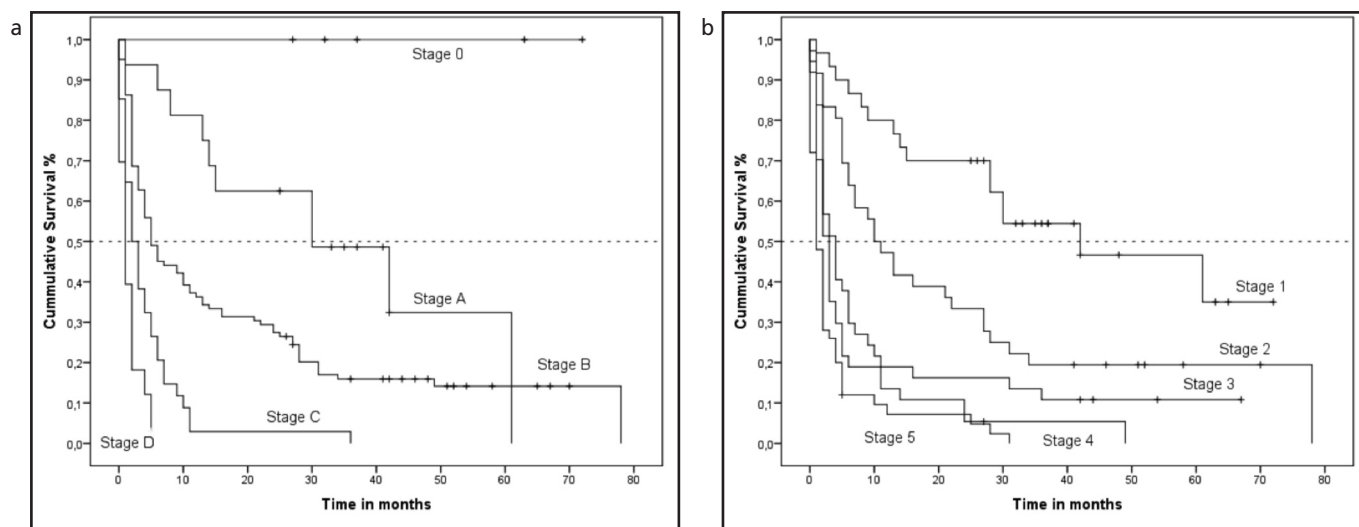 a
Cummulative Survival %
1,0
0,9
0,8
0,7
0,6
0,5
0,4
0,3
0,2
0,1
0,0
Stage 0
Stage A
Stage B
Stage C
Stage D
0 10 20 30 40 50 60 70 80
Time in months
b
Cummulative Survival %
1,0
0,9
0,8
0,7
0,6
0,5
0,4
0,3
0,2
0,1
0,0
Stage 1
Stage 2
Stage 3
Stage 5
Stage 4
0 10 20 30 40 50 60 70 80
Time in months